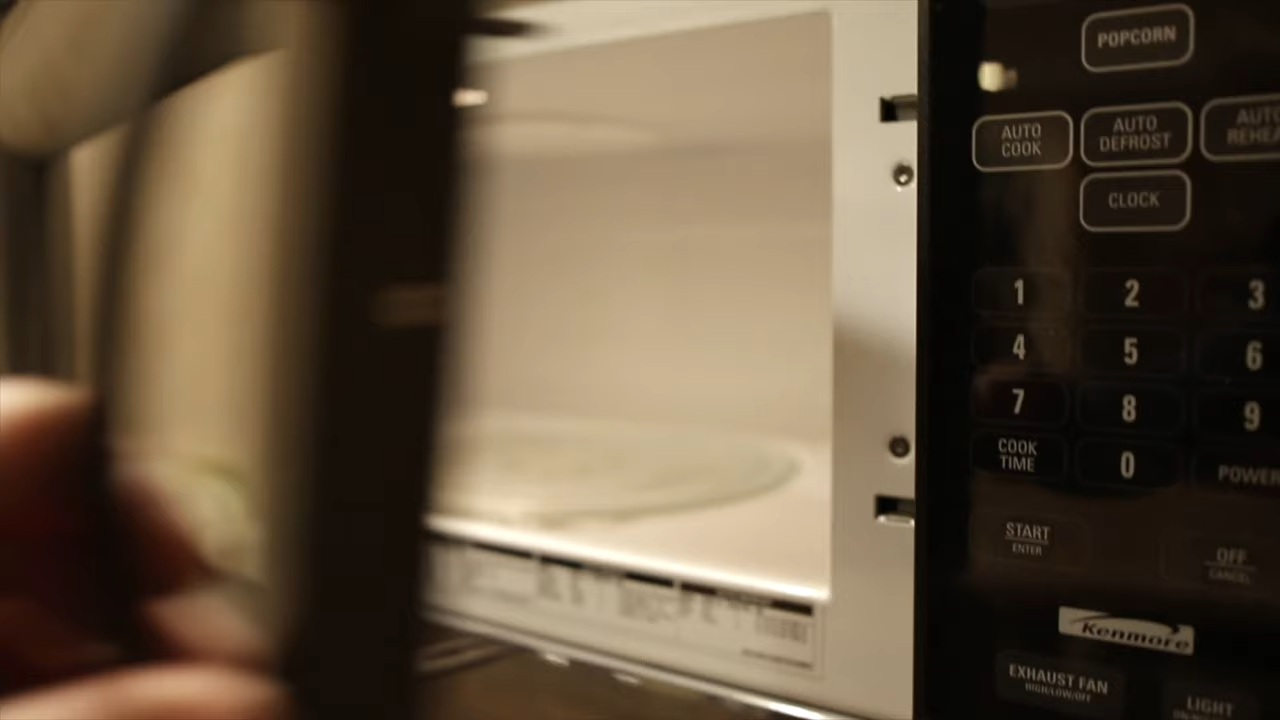 POPCORN
AUTO
COOK
AUTO
DEFROST
CLOCK
1 2 3
4 5 6
7 8 9
COOK
TIME
0
POWER
START
ENTER
OFF
CANCEL
Kenmore
EXHAUST FAN
HIGH/LOW/OFF
LIGHT